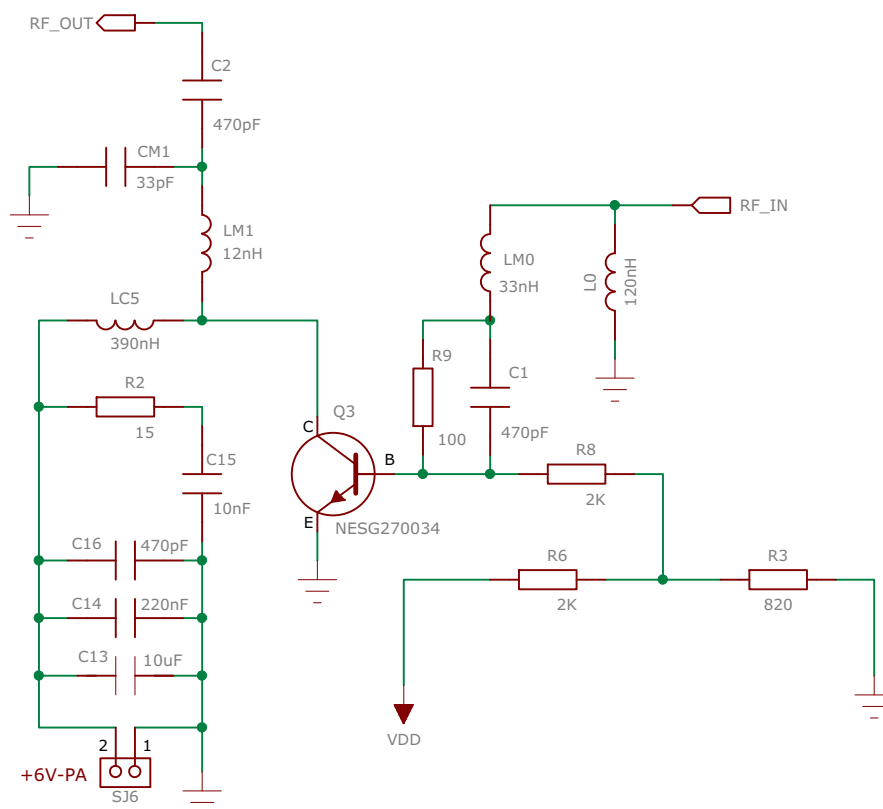 RF_OUT
C2
470pF
CM1
33pF
LM1
12nH
RF_IN
LM0
33nH
L0
120nH
LC5
390nH
R2
15
C15
10nF
Q3
C
B
E
NESG270034
R9
100
C1
470pF
R8
2K
R6
2K
R3
820
C16
470pF
C14
220nF
C13
10uF
VDD
2
1
+6V-PA
SJ6